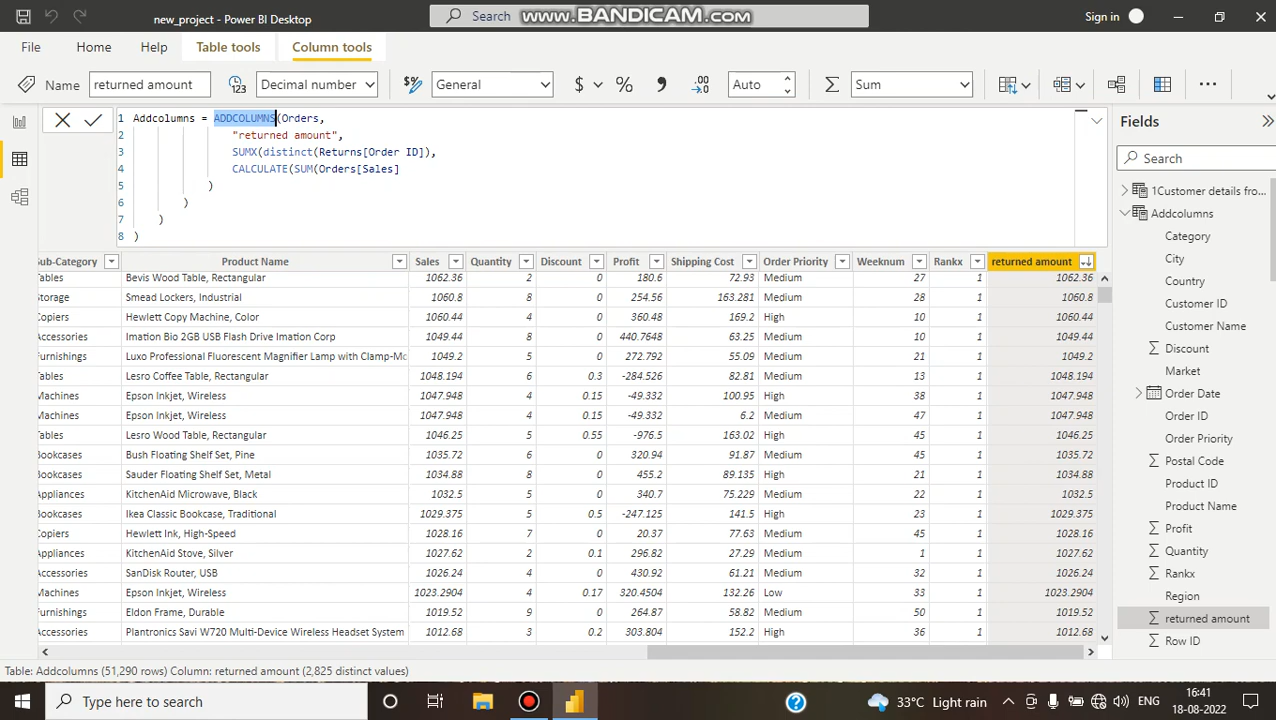 new_project - Power BI Desktop
Search
www.BANDICAM.com
Sign in
File
Home
Help
Table tools
Column tools
Name
returned amount
Decimal number
General
$
%
Auto
Sum
1 Addcolumns = ADDCOLUMNS(Orders,
2 "returned amount",
3 SUMX(distinct(Returns[Order ID]),
4 CALCULATE(SUM(Orders[Sales]
5 )
6 )
7 )
8 )
Sub-Category Product Name Sales Quantity Discount Profit Shipping Cost Order Priority Weeknum Rankx returned amount
Tables Bevis Wood Table, Rectangular 1062.36 2 0 180.6 72.93 Medium 27 1 1062.36
Storage Smead Lockers, Industrial 1060.8 8 0 254.56 163.281 Medium 28 1 1060.8
Copiers Hewlett Copy Machine, Color 1060.44 4 0 360.48 169.2 High 10 1 1060.44
Accessories Imation Bio 2GB USB Flash Drive Imation Corp 1049.44 8 0 440.7648 63.25 Medium 10 1 1049.44
Furnishings Luxo Professional Fluorescent Magnifier Lamp with Clamp-Mo 1049.2 5 0 272.792 55.09 Medium 21 1 1049.2
Tables Lesro Coffee Table, Rectangular 1048.194 6 0.3 -284.526 82.81 Medium 13 1 1048.194
Machines Epson Inkjet, Wireless 1047.948 4 0.15 -49.332 100.95 High 38 1 1047.948
Machines Epson Inkjet, Wireless 1047.948 4 0.15 -49.332 6.2 Medium 47 1 1047.948
Tables Lesro Wood Table, Rectangular 1046.25 5 0.55 -976.5 163.02 High 45 1 1046.25
Bookcases Bush Floating Shelf Set, Pine 1035.72 6 0 320.94 91.87 Medium 45 1 1035.72
Bookcases Sauder Floating Shelf Set, Metal 1034.88 8 0 455.2 89.135 High 21 1 1034.88
Appliances KitchenAid Microwave, Black 1032.5 4 0 340.7 75.229 Medium 22 1 1032.5
Bookcases Ikea Classic Bookcase, Traditional 1029.375 5 0.5 -247.125 141.5 High 23 1 1029.375
Copiers Hewlett Ink, High-Speed 1028.16 7 0 20.37 77.63 Medium 45 1 1028.16
Appliances KitchenAid Stove, Silver 1027.62 2 0.1 296.82 27.29 Medium 1 1 1027.62
Accessories SanDisk Router, USB 1026.24 4 0 430.92 61.21 Medium 32 1 1026.24
Machines Epson Inkjet, Wireless 1023.2904 4 0.17 320.4504 132.26 Low 33 1 1023.2904
Furnishings Eldon Frame, Durable 1019.52 9 0 264.87 58.82 Medium 50 1 1019.52
Accessories Plantronics Savi W720 Multi-Device Wireless Headset System 1012.68 3 0.2 303.804 152.2 High 36 1 1012.68
Table: Addcolumns (51,290 rows) Column: returned amount (2,825 distinct values)
Fields
Search
1Customer details fro...
Addcolumns
Category
City
Country
Customer ID
Customer Name
Discount
Market
Order Date
Order ID
Order Priority
Postal Code
Product ID
Product Name
Profit
Quantity
Rankx
Region
returned amount
Row ID
Type here to search
33°C Light rain
ENG
16:41
18-08-2022